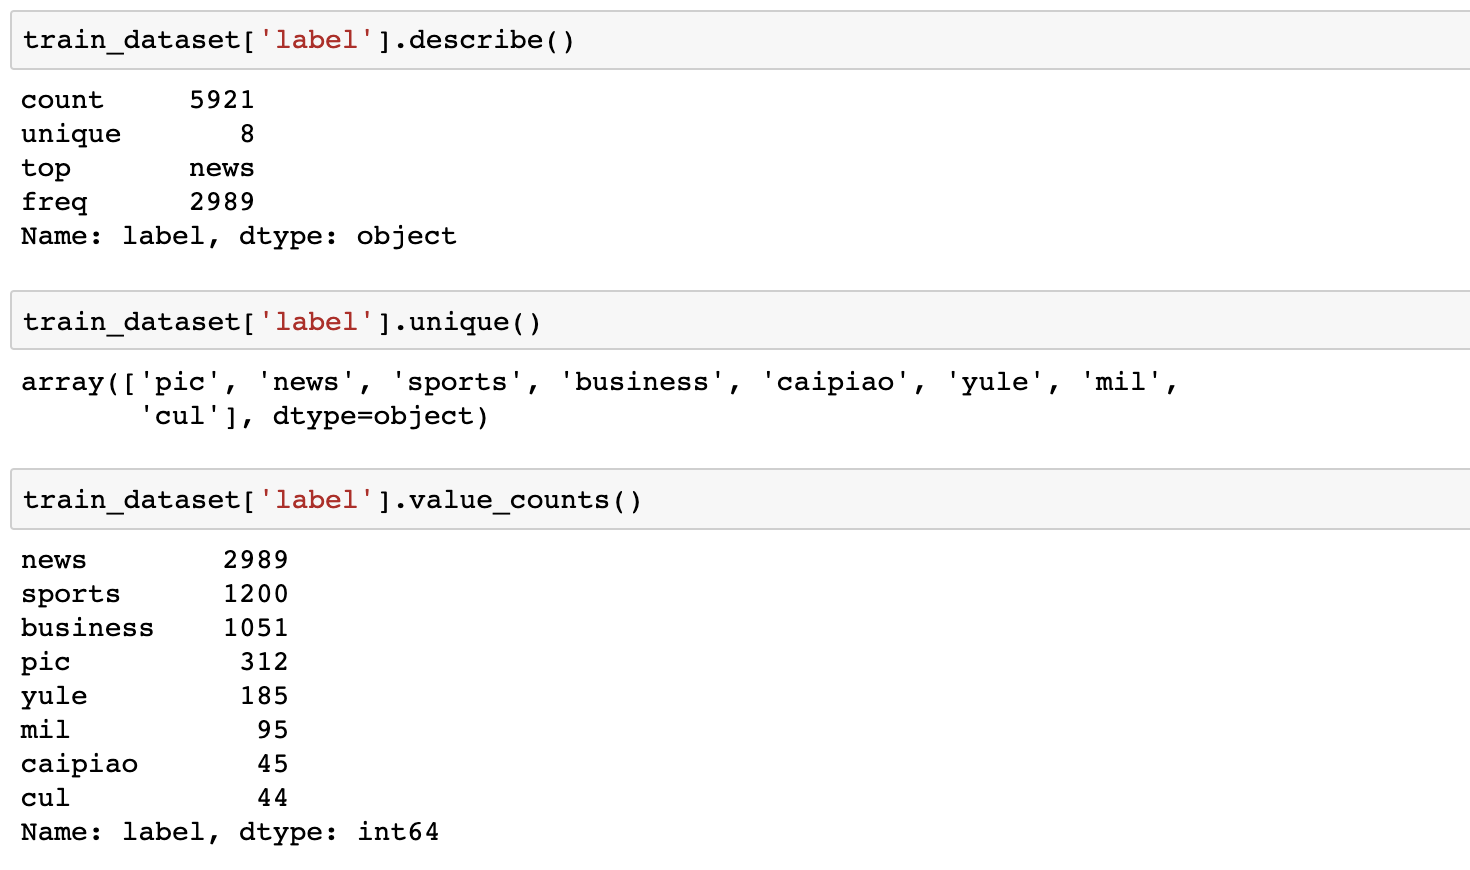 train_dataset['label'].describe()
count 5921
unique 8
top news
freq 2989
Name: label, dtype: object
train_dataset['label'].unique()
array(['pic', 'news', 'sports', 'business', 'caipiao', 'yule', 'mil',
'cul'], dtype=object)
train_dataset['label'].value_counts()
news 2989
sports 1200
business 1051
pic 312
yule 185
mil 95
caipiao 45
cul 44
Name: label, dtype: int64